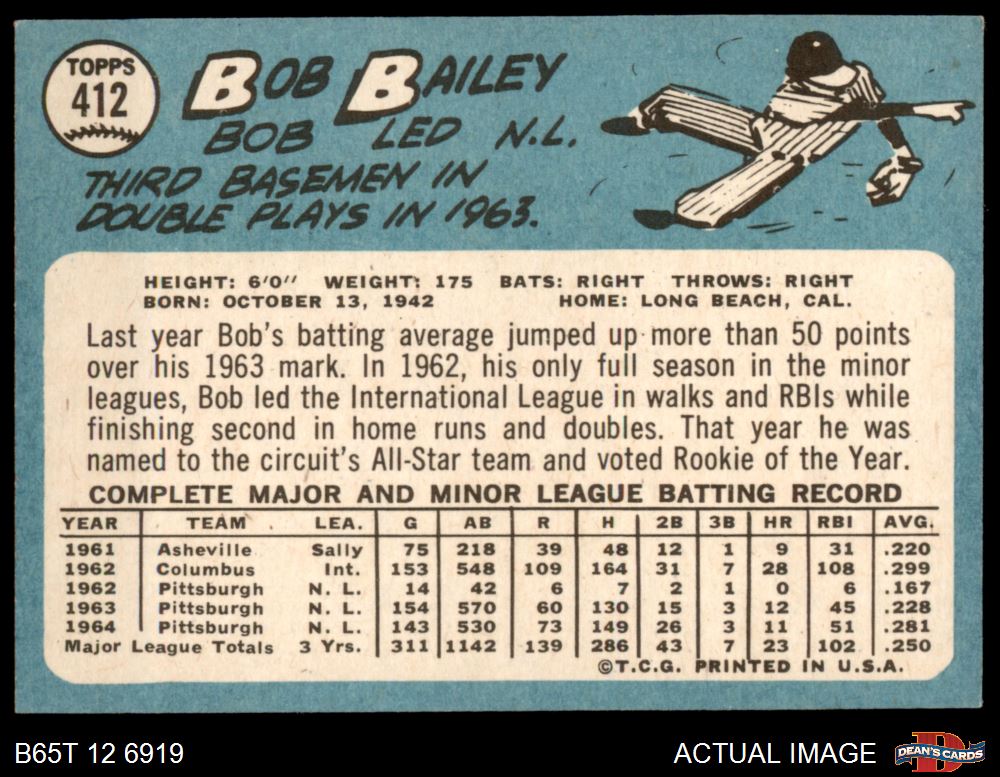 TOPPS
412
BOB BAILEY
BOB LED N.L.
THIRD BASEMEN IN
DOUBLE PLAYS IN 1963.
HEIGHT: 6'0" WEIGHT: 175 BATS: RIGHT THROWS: RIGHT
BORN: OCTOBER 13, 1942 HOME: LONG BEACH, CAL.
Last year Bob's batting average jumped up more than 50 points
over his 1963 mark. In 1962, his only full season in the minor
leagues, Bob led the International League in walks and RBIs while
finishing second in home runs and doubles. That year he was
named to the circuit's All-Star team and voted Rookie of the Year.
COMPLETE MAJOR AND MINOR LEAGUE BATTING RECORD
YEAR TEAM LEA. G AB R H 2B 3B HR RBI AVG.
1961 Asheville Sally 75 218 39 48 12 1 9 31 .220
1962 Columbus Int. 153 548 109 164 31 7 28 108 .299
1962 Pittsburgh N. L. 14 42 6 7 2 1 0 6 .167
1963 Pittsburgh N. L. 154 570 60 130 15 3 12 45 .228
1964 Pittsburgh N. L. 143 530 73 149 26 3 11 51 .281
Major League Totals 3 Yrs. 311 1142 139 286 43 7 23 102 .250
©T.C.G. PRINTED IN U.S.A.
B65T 12 6919
ACTUAL IMAGE
DEAN'S CARDS